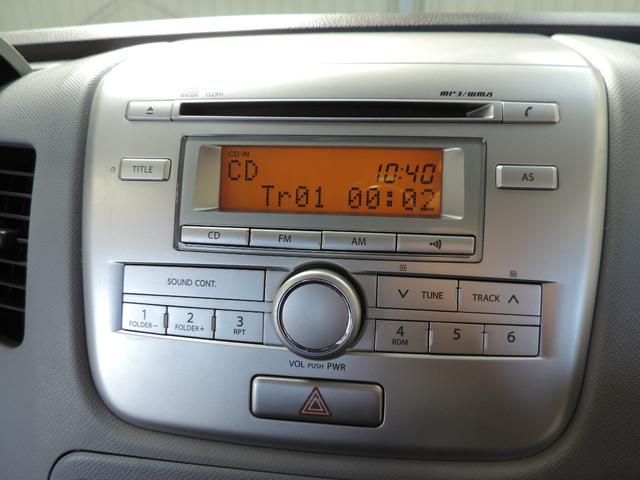 MP3/WMA
CD-IN
CD 10:40
Tr01 00:02
TITLE
AS
CD FM AM
SOUND CONT.
TUNE TRACK
1 2 3 4 5 6
FOLDER- FOLDER+ RPT RDM
VOL PUSH PWR
H
M